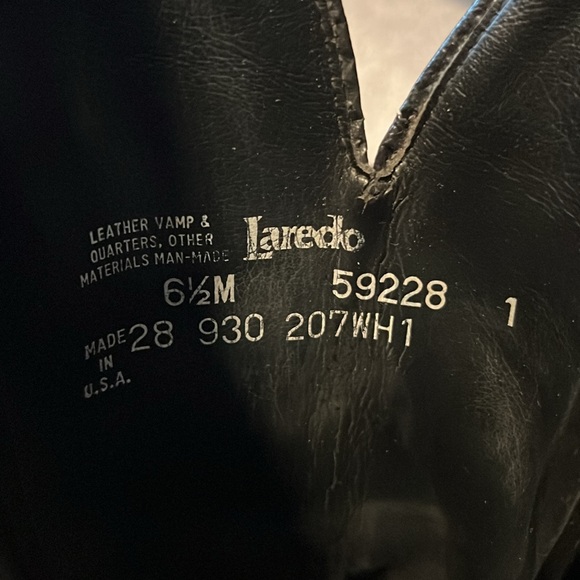 LEATHER VAMP &
QUARTERS, OTHER
MATERIALS MAN-MADE
Laredo
6½M 59228 1
MADE
IN
U.S.A.
28 930 207WH1